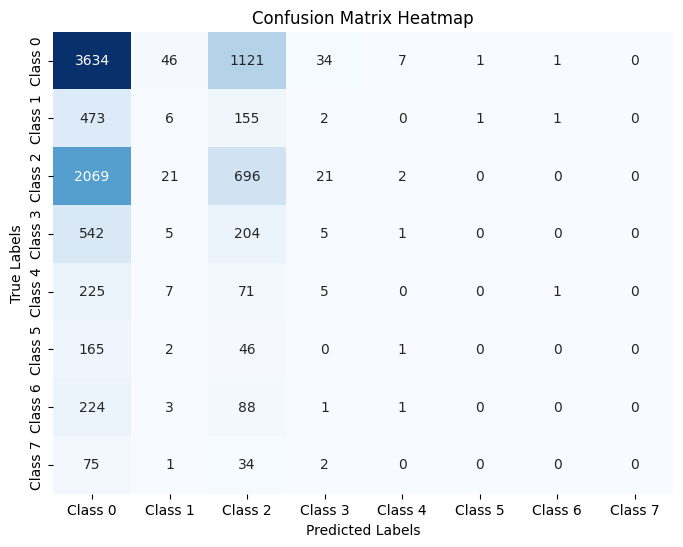 Confusion Matrix Heatmap
True Labels
Class 0 3634 46 1121 34 7 1 1 0
Class 1 473 6 155 2 0 1 1 0
Class 2 2069 21 696 21 2 0 0 0
Class 3 542 5 204 5 1 0 0 0
Class 4 225 7 71 5 0 0 1 0
Class 5 165 2 46 0 1 0 0 0
Class 6 224 3 88 1 1 0 0 0
Class 7 75 1 34 2 0 0 0 0
Class 0 Class 1 Class 2 Class 3 Class 4 Class 5 Class 6 Class 7
Predicted Labels